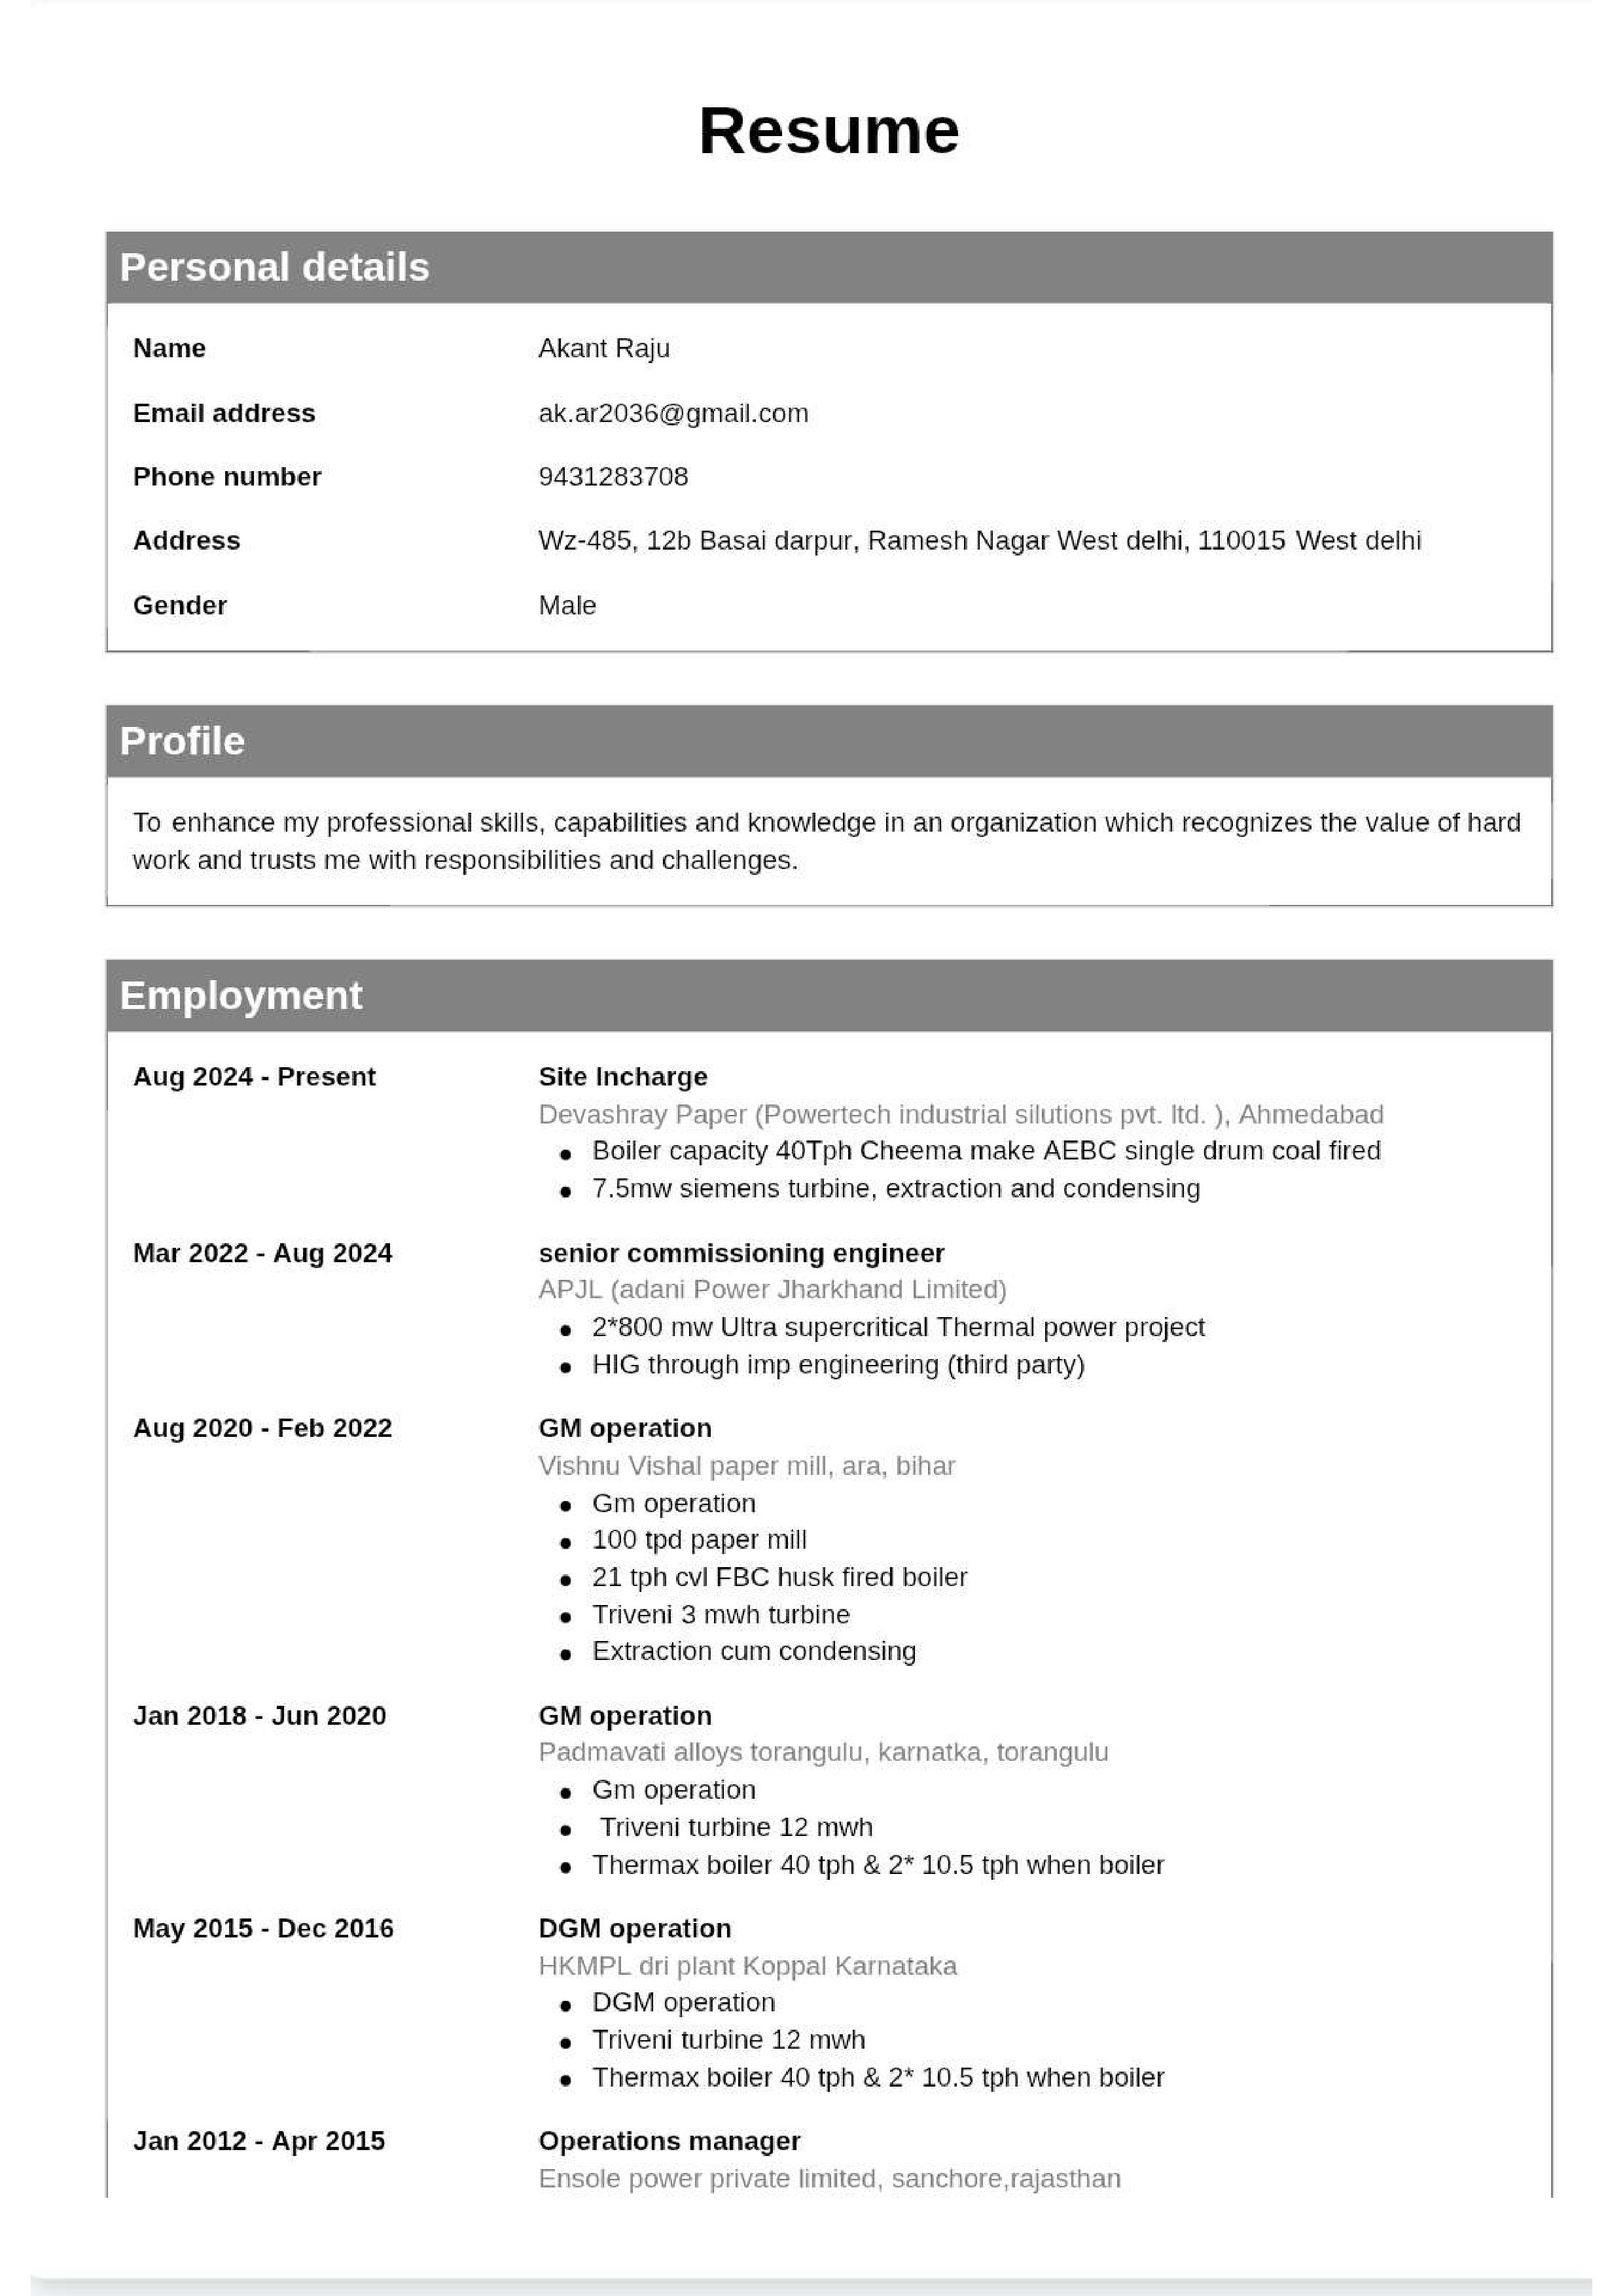 Resume
Personal details
Name Akant Raju
Email address ak.ar2036@gmail.com
Phone number 9431283708
Address Wz-485, 12b Basai darpur, Ramesh Nagar West delhi, 110015 West delhi
Gender Male
Profile
To enhance my professional skills, capabilities and knowledge in an organization which recognizes the value of hard
work and trusts me with responsibilities and challenges.
Employment
Aug 2024 - Present Site Incharge
Devashray Paper (Powertech industrial silutions pvt. ltd. ), Ahmedabad
• Boiler capacity 40Tph Cheema make AEBC single drum coal fired
• 7.5mw siemens turbine, extraction and condensing
Mar 2022 - Aug 2024 senior commissioning engineer
APJL (adani Power Jharkhand Limited)
• 2*800 mw Ultra supercritical Thermal power project
• HIG through imp engineering (third party)
Aug 2020 - Feb 2022 GM operation
Vishnu Vishal paper mill, ara, bihar
• Gm operation
• 100 tpd paper mill
• 21 tph cvl FBC husk fired boiler
• Triveni 3 mwh turbine
• Extraction cum condensing
Jan 2018 - Jun 2020 GM operation
Padmavati alloys torangulu, karnatka, torangulu
• Gm operation
• Triveni turbine 12 mwh
• Thermax boiler 40 tph & 2* 10.5 tph when boiler
May 2015 - Dec 2016 DGM operation
HKMPL dri plant Koppal Karnataka
• DGM operation
• Triveni turbine 12 mwh
• Thermax boiler 40 tph & 2* 10.5 tph when boiler
Jan 2012 - Apr 2015 Operations manager
Ensole power private limited, sanchore,rajasthan